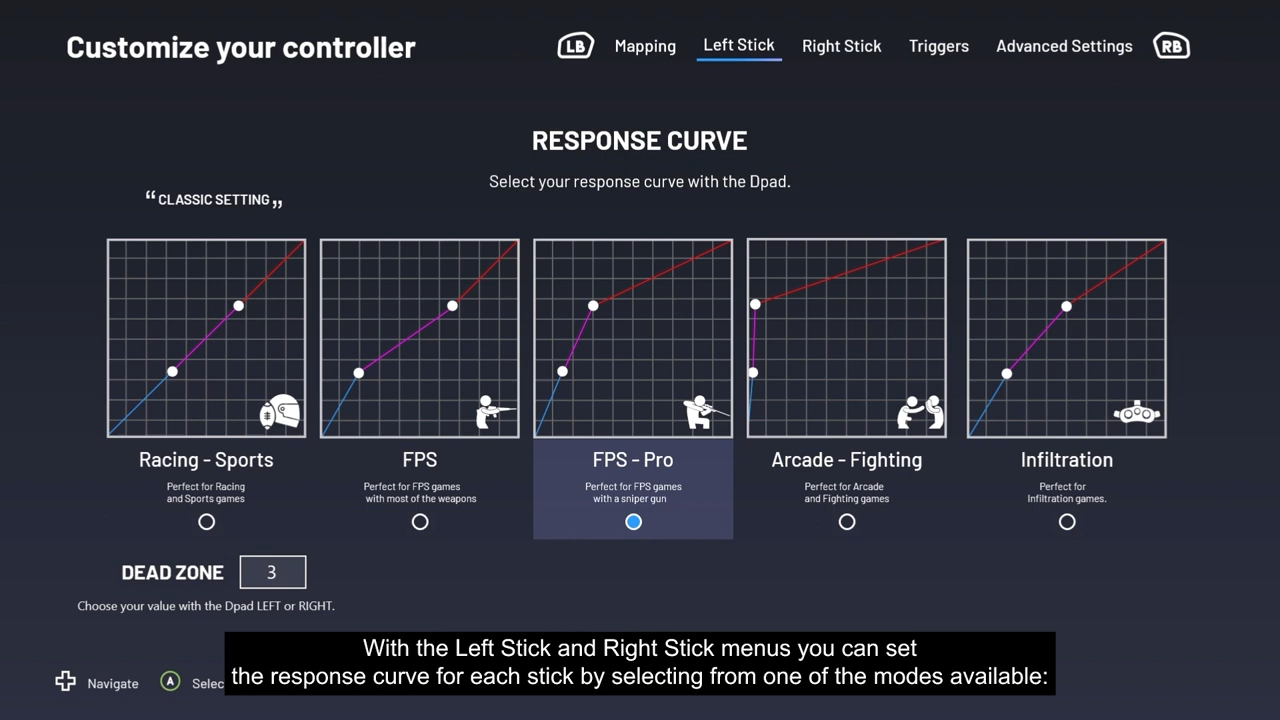 Customize your controller
LB Mapping Left Stick Right Stick Triggers Advanced Settings RB
RESPONSE CURVE
Select your response curve with the Dpad.
“ CLASSIC SETTING „
Racing - Sports
Perfect for Racing
and Sports games
FPS
Perfect for FPS games
with most of the weapons
FPS - Pro
Perfect for FPS games
with a sniper gun
Arcade - Fighting
Perfect for Arcade
and Fighting games
Infiltration
Perfect for
Infiltration games.
DEAD ZONE 3
Choose your value with the Dpad LEFT or RIGHT.
With the Left Stick and Right Stick menus you can set
the response curve for each stick by selecting from one of the modes available:
Navigate A Selec